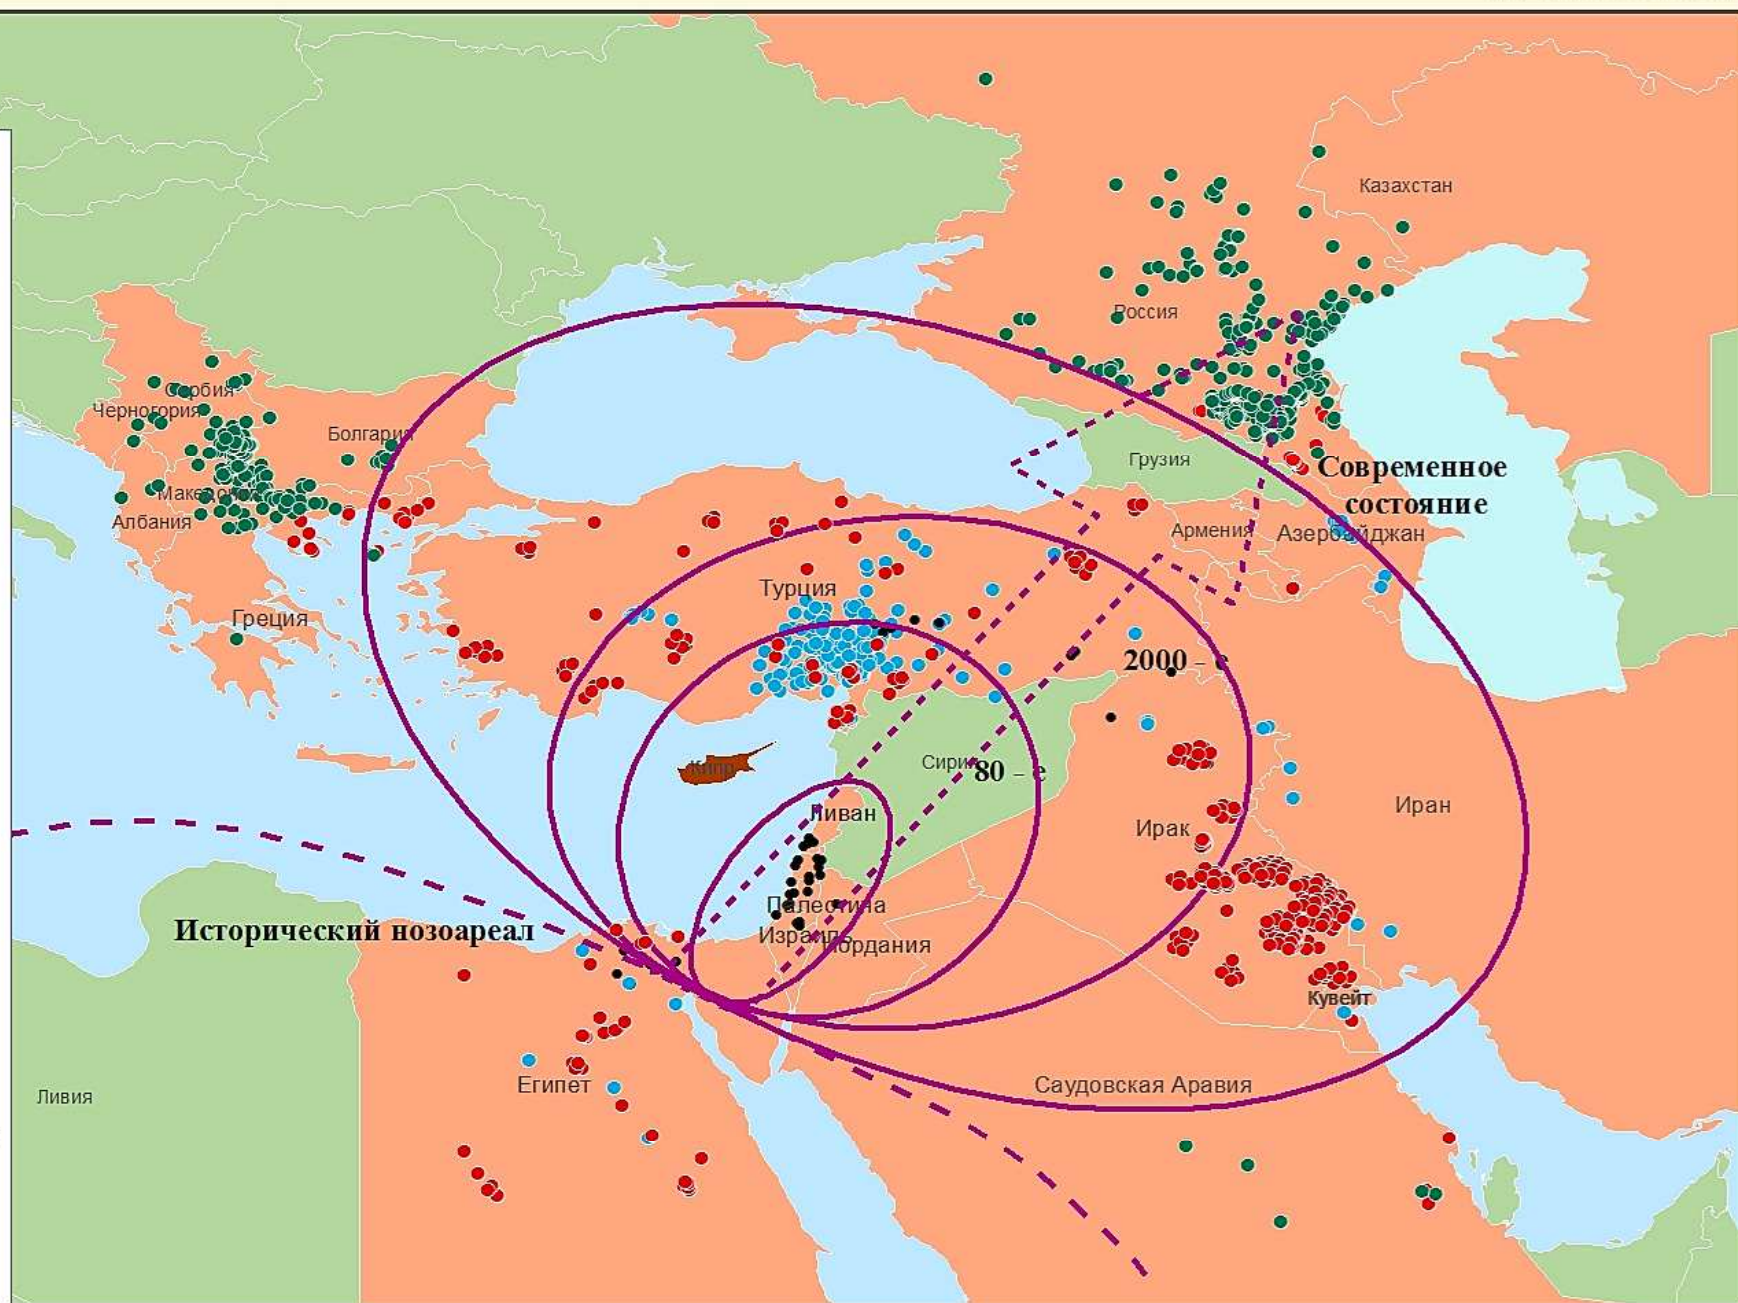 Казахстан
Россия
Сербия
Черногория
Болгария
Грузия
Современное
состояние
Македония
Албания
Армения
Азербайджан
Турция
Греция
2000 – е
Сирия
80 – е
Кипр
Ливан
Иран
Ирак
Палестина
Исторический нозоареал
Израиль
Иордания
Кувейт
Египет
Саудовская Аравия
Ливия